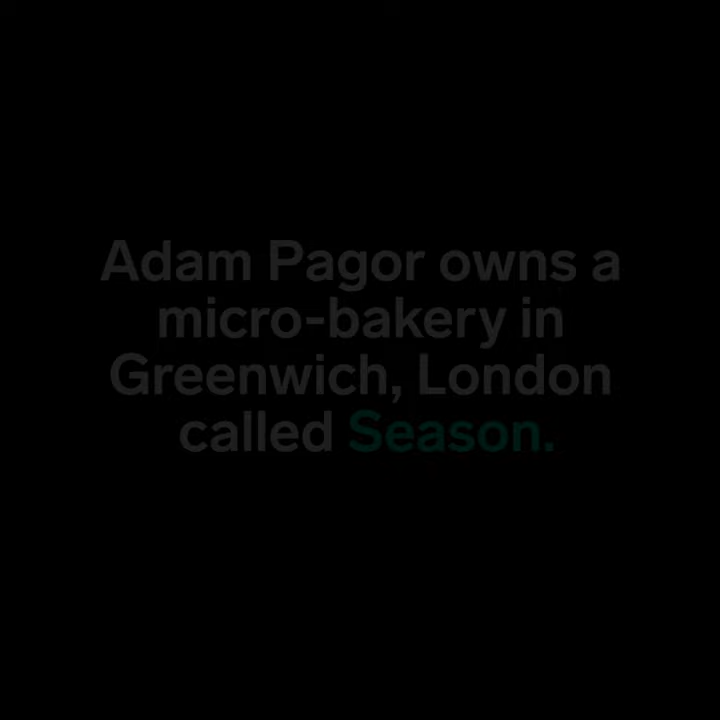 Adam Pagor owns a
micro-bakery in
Greenwich, London
called Season.